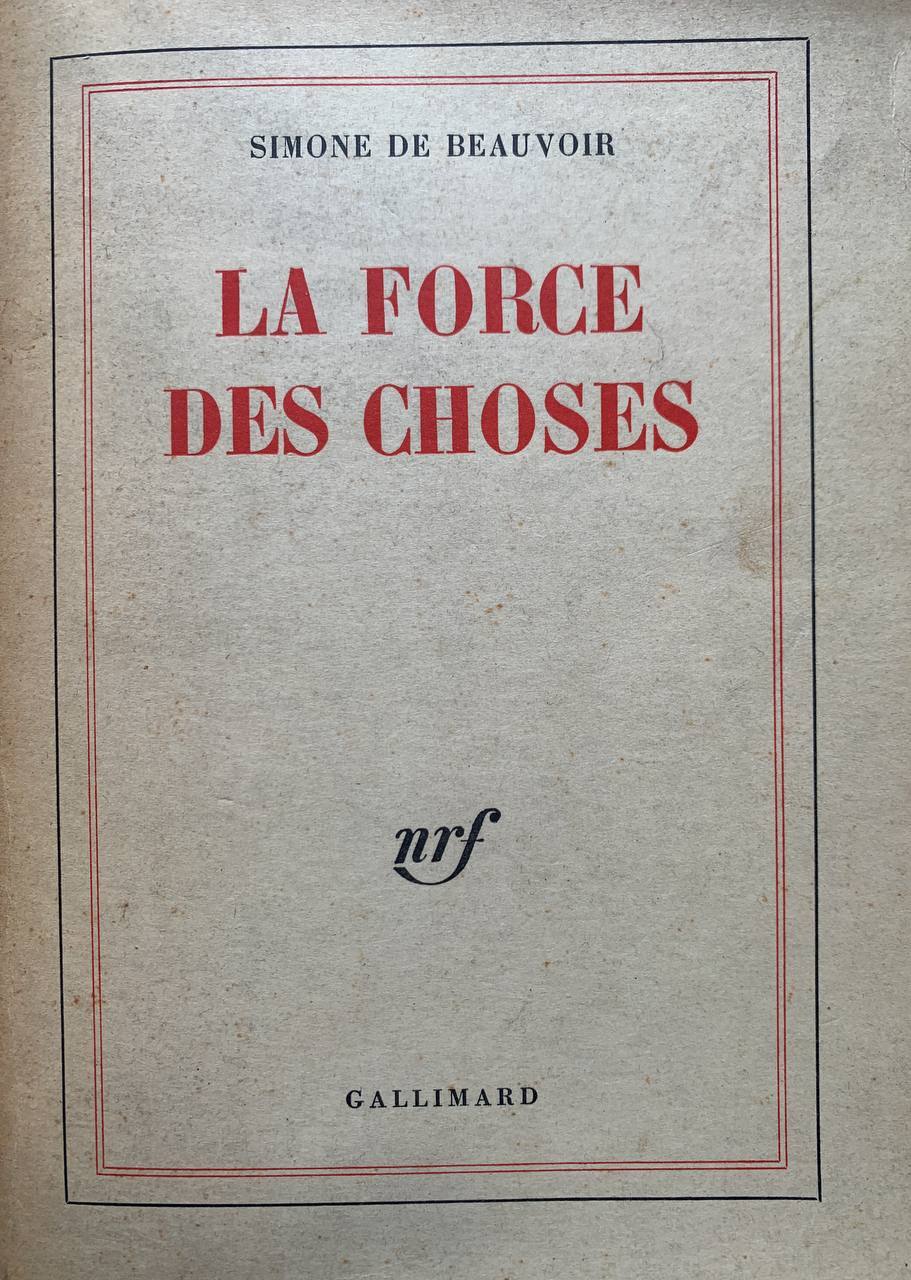 SIMONE DE BEAUVOIR
LA FORCE
DES CHOSES
nrf
GALLIMARD